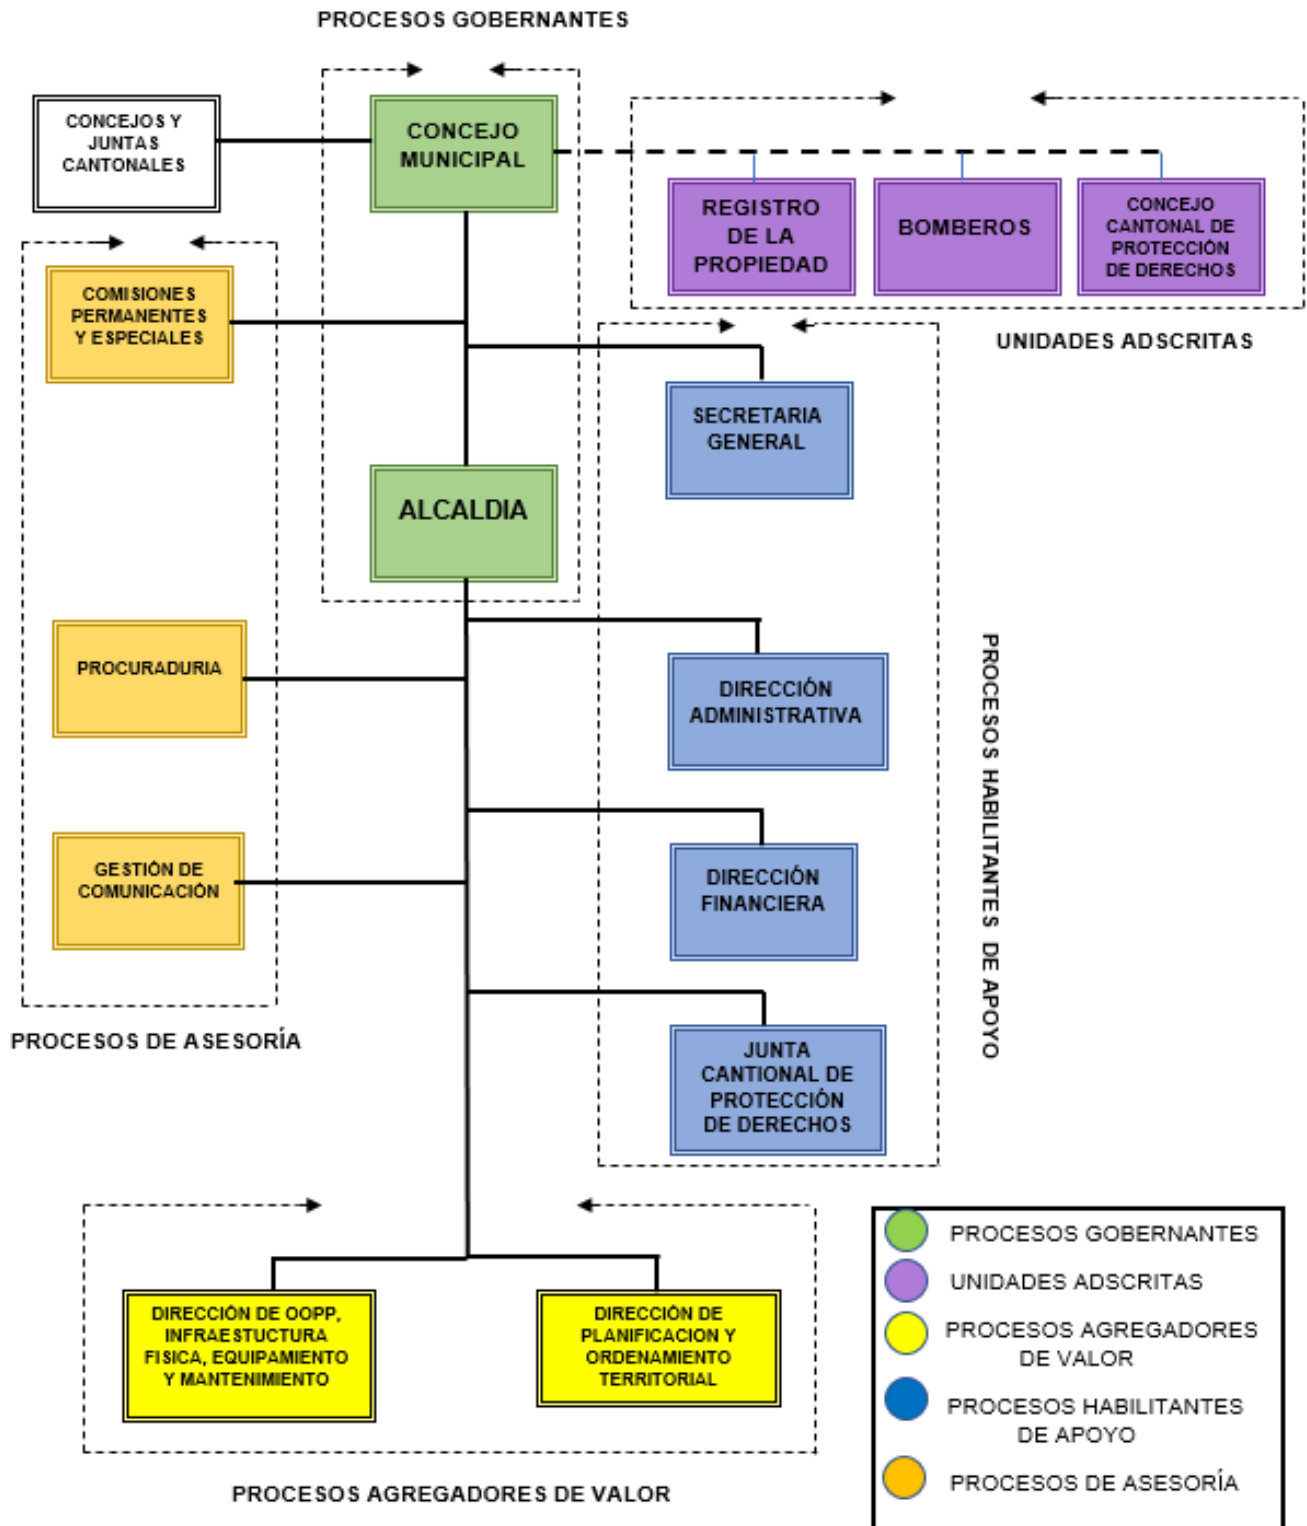 PROCESOS GOBERNANTES
CONCEJOS Y
JUNTAS
CANTONALES
CONCEJO
MUNICIPAL
REGISTRO
DE LA
PROPIEDAD
BOMBEROS
CONCEJO
CANTONAL DE
PROTECCIÓN
DE DERECHOS
UNIDADES ADSCRITAS
COMISIONES
PERMANENTES
Y ESPECIALES
SECRETARIA
GENERAL
ALCALDIA
PROCURADURIA
DIRECCIÓN
ADMINISTRATIVA
GESTIÓN DE
COMUNICACIÓN
DIRECCIÓN
FINANCIERA
PROCESOS HABILITANTES DE APOYO
PROCESOS DE ASESORÍA
JUNTA
CANTIONAL DE
PROTECCIÓN
DE DERECHOS
DIRECCIÓN DE OOPP,
INFRAESTUCTURA
FISICA, EQUIPAMIENTO
Y MANTENIMIENTO
DIRECCIÓN DE
PLANIFICACION Y
ORDENAMIENTO
TERRITORIAL
PROCESOS AGREGADORES DE VALOR
PROCESOS GOBERNANTES
UNIDADES ADSCRITAS
PROCESOS AGREGADORES
DE VALOR
PROCESOS HABILITANTES
DE APOYO
PROCESOS DE ASESORÍA